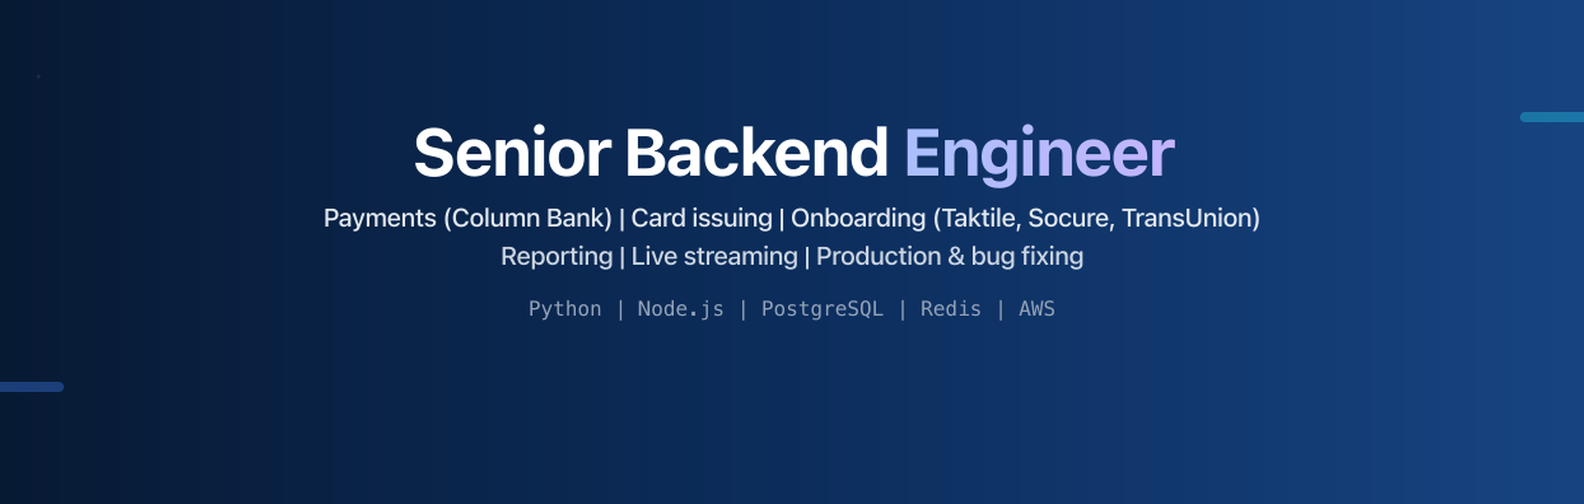 Senior Backend Engineer
Payments (Column Bank) | Card issuing | Onboarding (Taktile, Socure, TransUnion)
Reporting | Live streaming | Production & bug fixing
Python | Node.js | PostgreSQL | Redis | AWS